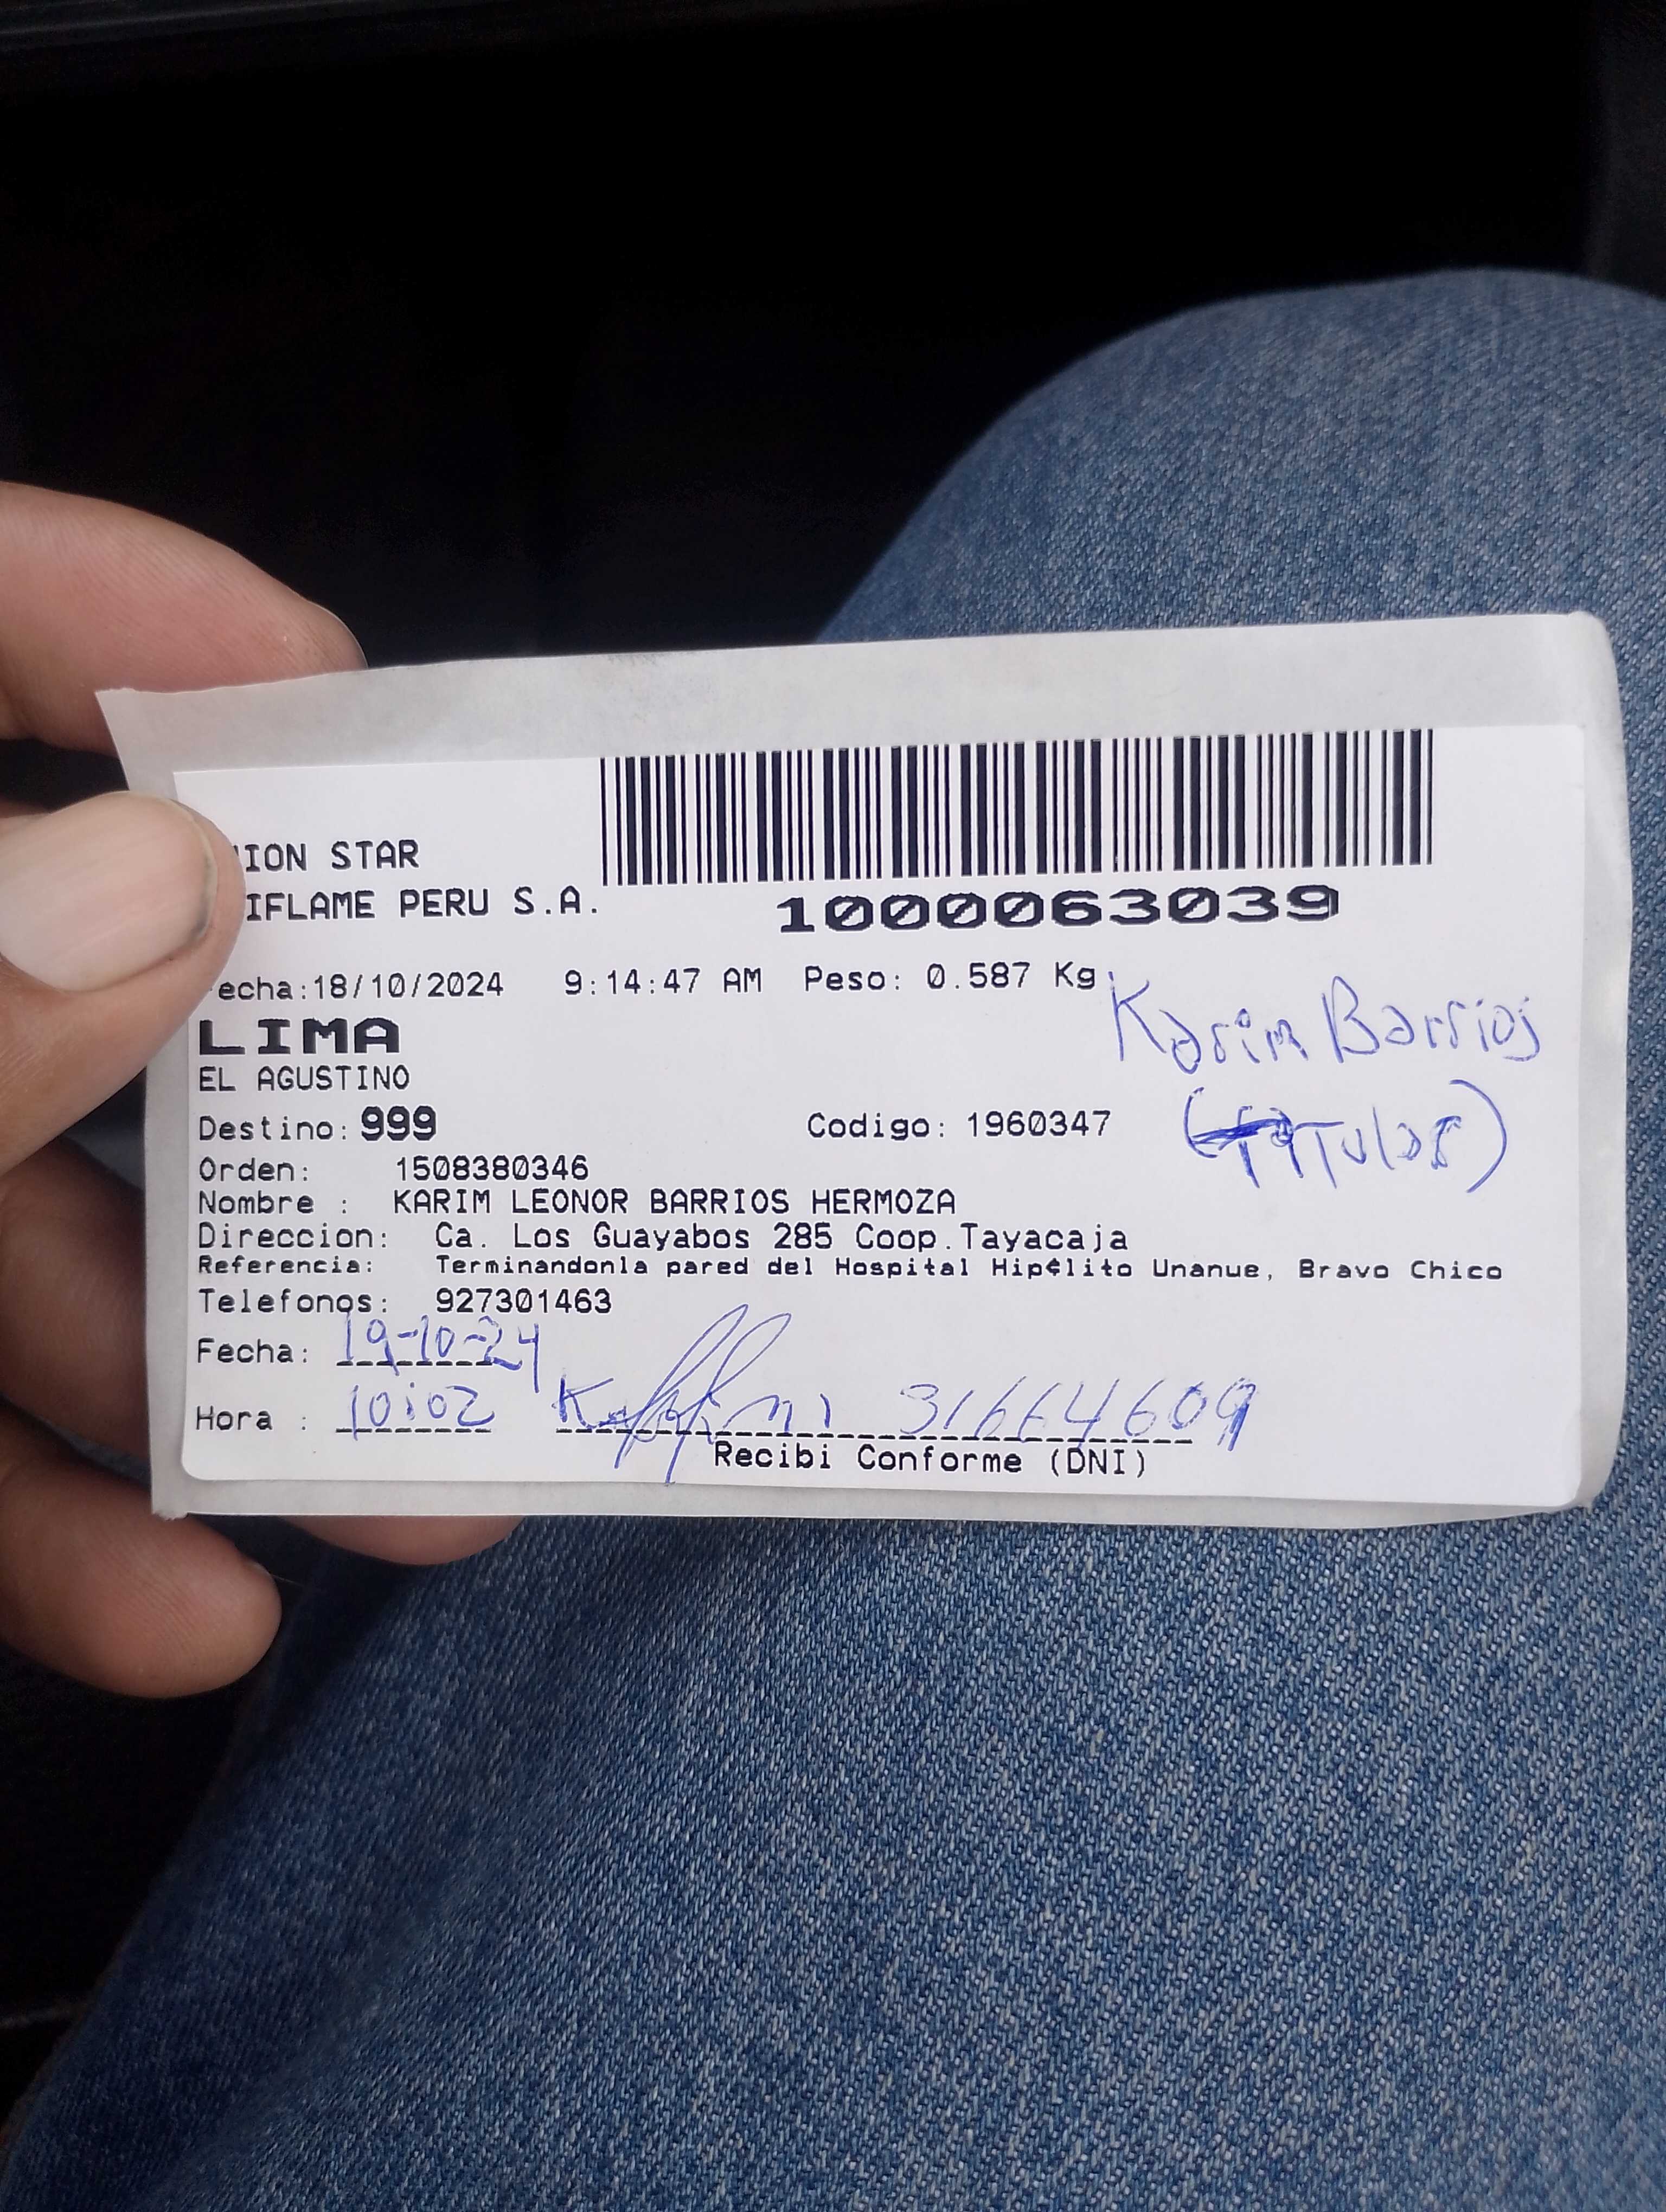 ION STAR
IFLAME PERU S.A.
1000063039
echa:18/10/2024 9:14:47 AM Peso: 0.587 Kg
LIMA
Karim Barrios
EL AGUSTINO
Destino: 999 Codigo: 1960347
Orden: 1508380346
Nombre : KARIM LEONOR BARRIOS HERMOZA
Direccion: Ca. Los Guayabos 285 Coop.Tayacaja
Referencia: Terminandonla pared del Hospital Hip¢lito Unanue, Bravo Chico
Telefonos: 927301463
Fecha: 19-10-24
Hora : 10:02 31664609
Recibi Conforme (DNI)